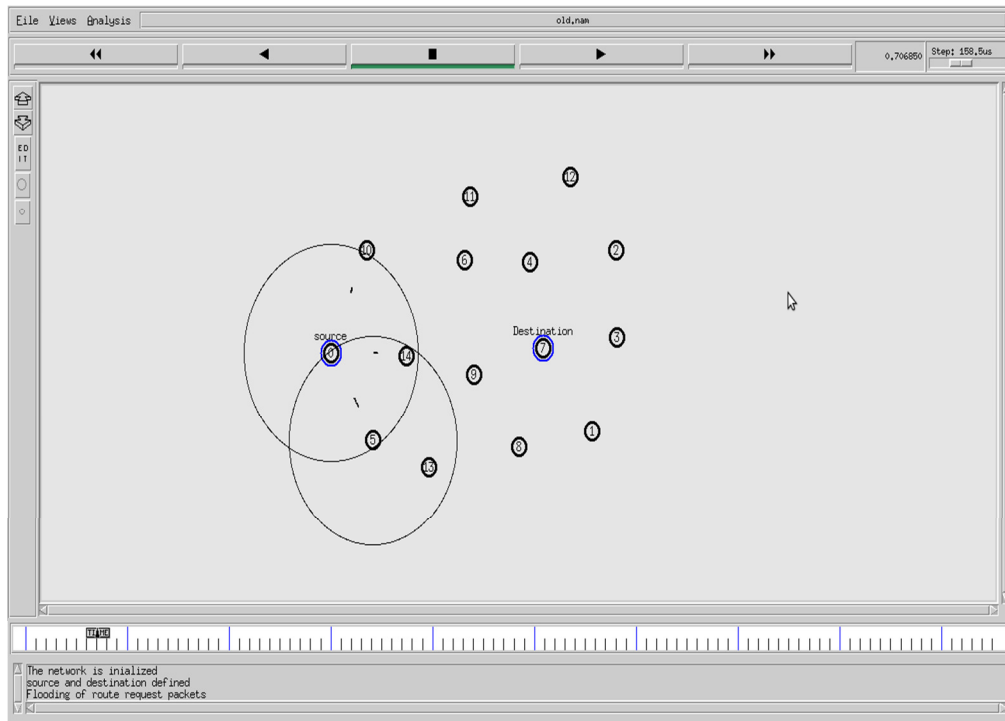 File Views Analysis old.nam
0.706850 Step: 158.5us
ED
IT
12
11
10
6 4 2
source Destination
0 14 7 3
9
5 8 1
13
TIME
The network is inialized
source and destination defined
Flooding of route request packets